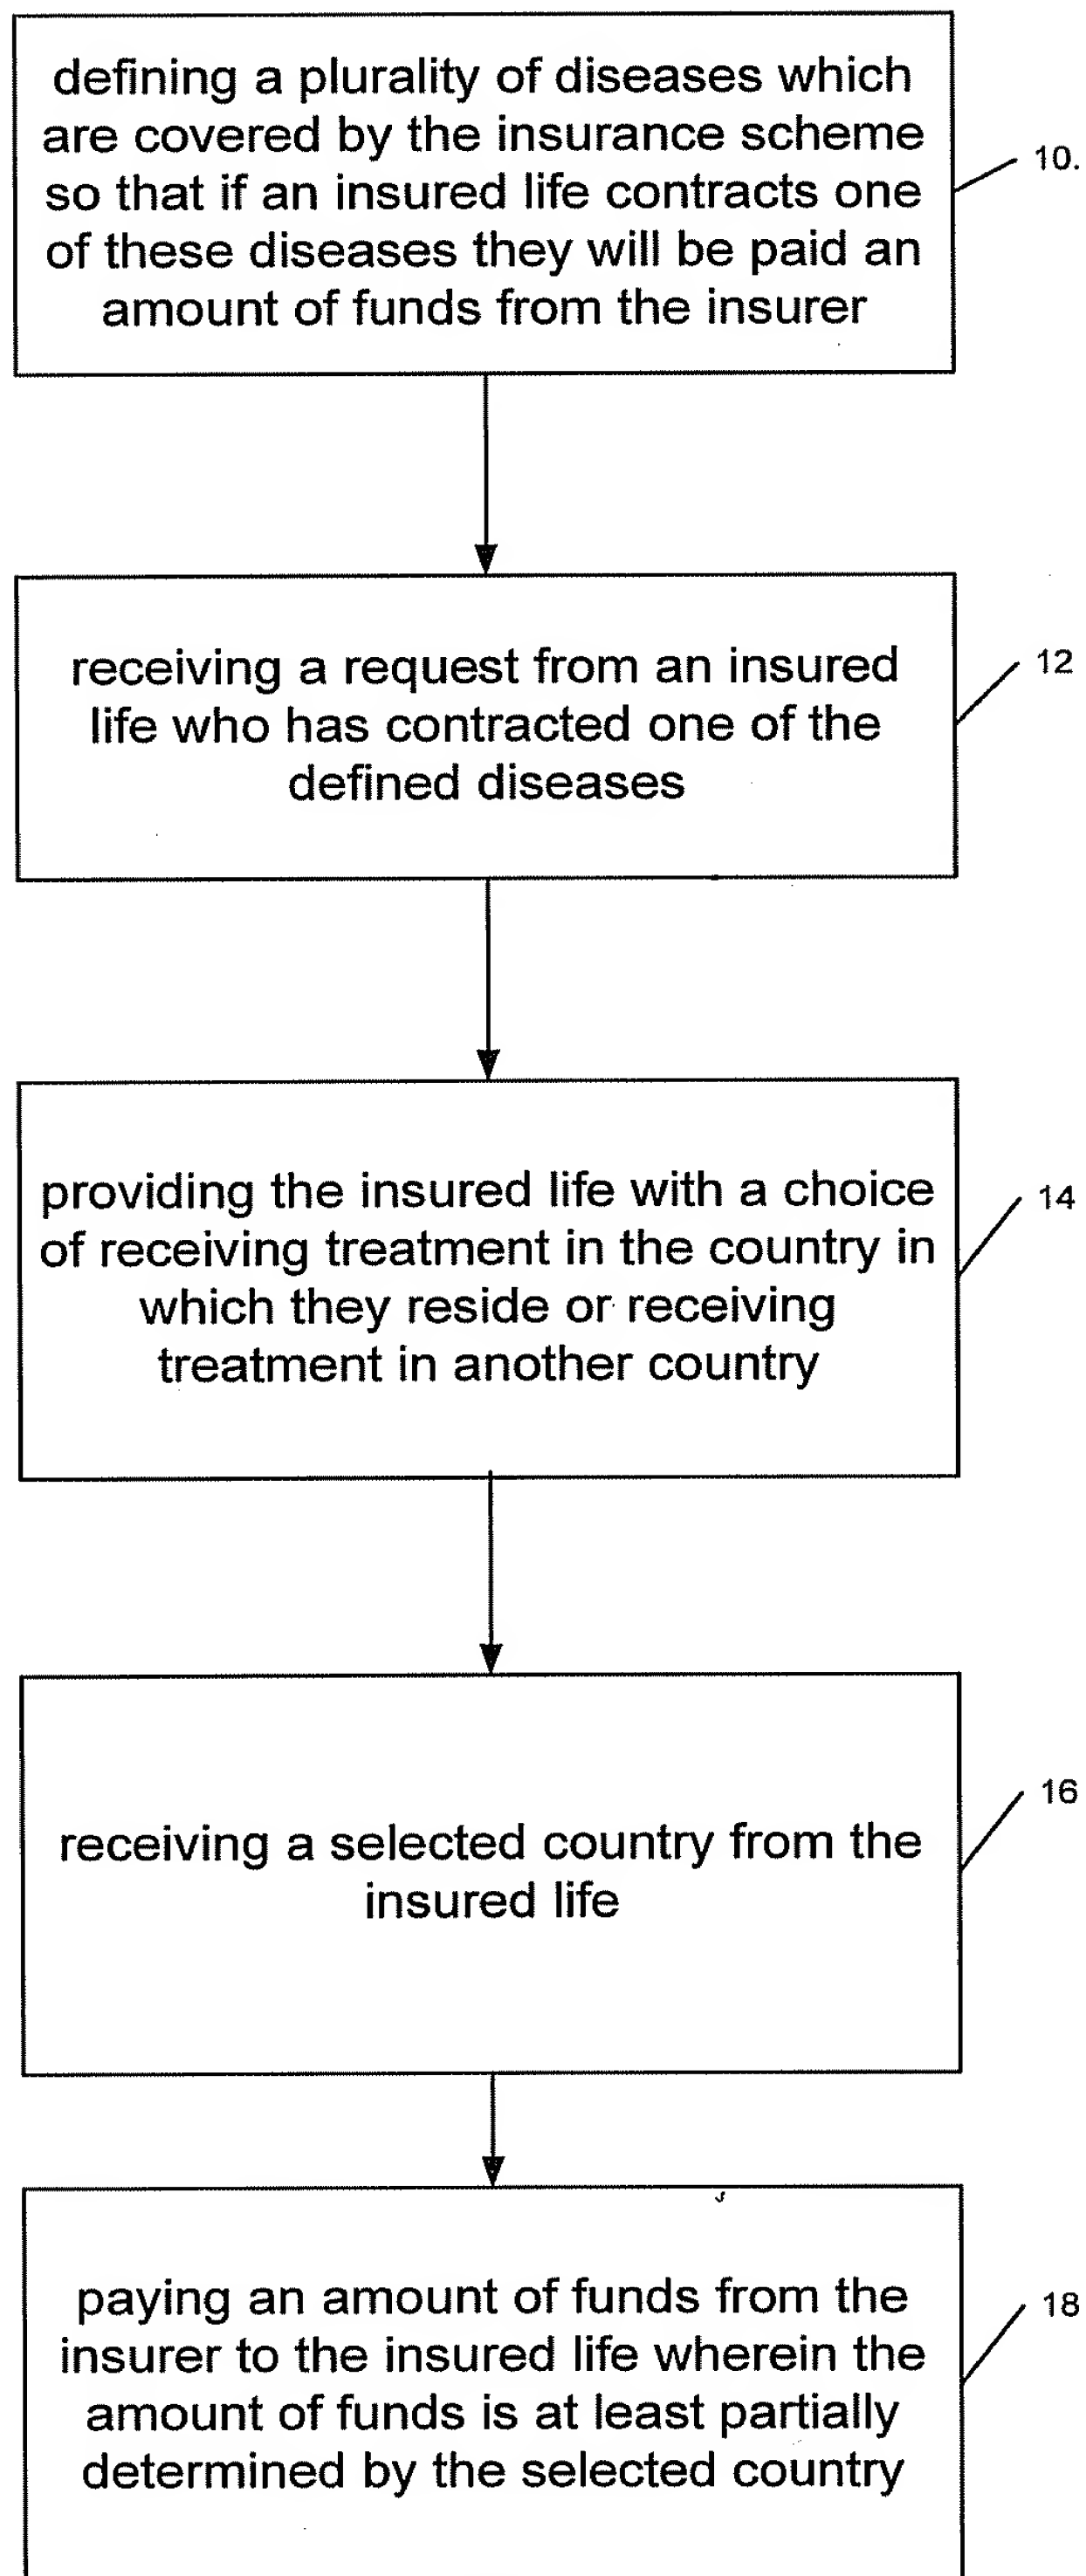 defining a plurality of diseases which
are covered by the insurance scheme
so that if an insured life contracts one
of these diseases they will be paid an
amount of funds from the insurer
10.
receiving a request from an insured
life who has contracted one of the
defined diseases
12
providing the insured life with a choice
of receiving treatment in the country in
which they reside or receiving
treatment in another country
14
receiving a selected country from the
insured life
16
paying an amount of funds from the
insurer to the insured life wherein the
amount of funds is at least partially
determined by the selected country
18